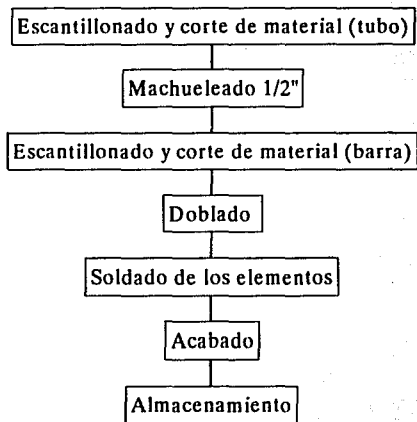 Escantillonado y corte de material (tubo)
Machueleado 1/2"
Escantillonado y corte de material (barra)
Doblado
Soldado de los elementos
Acabado
Almacenamiento